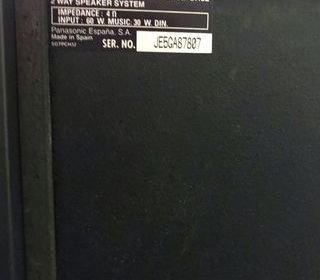 2 WAY SPEAKER SYSTEM
IMPEDANCE : 4 Ω
INPUT : 60 W. MUSIC. 30 W. DIN.
Panasonic España, S.A.
Made in Spain
SER. NO. JE5GA87807